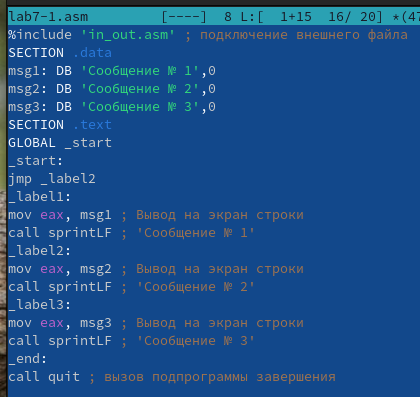 lab7-1.asm [----] 8 L:[ 1+15 16/ 20] *(47
%include 'in_out.asm' ; подключение внешнего файла
SECTION .data
msg1: DB 'Сообщение № 1',0
msg2: DB 'Сообщение № 2',0
msg3: DB 'Сообщение № 3',0
SECTION .text
GLOBAL _start
_start:
jmp _label2
_label1:
mov eax, msg1 ; Вывод на экран строки
call sprintLF ; 'Сообщение № 1'
_label2:
mov eax, msg2 ; Вывод на экран строки
call sprintLF ; 'Сообщение № 2'
_label3:
mov eax, msg3 ; Вывод на экран строки
call sprintLF ; 'Сообщение № 3'
_end:
call quit ; вызов подпрограммы завершения